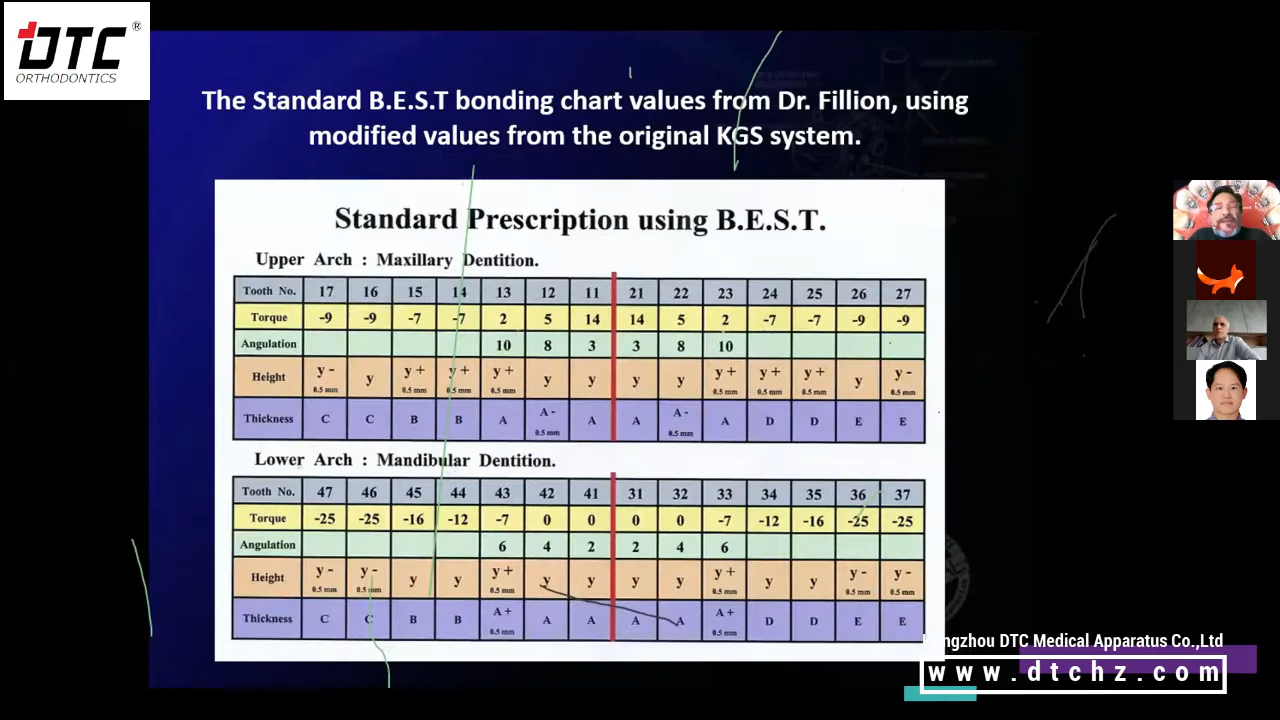 DTC®
ORTHODONTICS
The Standard B.E.S.T bonding chart values from Dr. Fillion, using
modified values from the original KGS system.
Standard Prescription using B.E.S.T.
Upper Arch : Maxillary Dentition.
Tooth No. 17 16 15 14 13 12 11 21 22 23 24 25 26 27
Torque -9 -9 -7 -7 2 5 14 14 5 2 -7 -7 -9 -9
Angulation 10 8 3 3 8 10
Height y - 0.5 mm y y + 0.5 mm y + 0.5 mm y + 0.5 mm y y y y y + 0.5 mm y + 0.5 mm y + 0.5 mm y y - 0.5 mm
Thickness C C B B A A - 0.5 mm A A A - 0.5 mm A D D E E
Lower Arch : Mandibular Dentition.
Tooth No. 47 46 45 44 43 42 41 31 32 33 34 35 36 37
Torque -25 -25 -16 -12 -7 0 0 0 0 -7 -12 -16 -25 -25
Angulation 6 4 2 2 4 6
Height y - 0.5 mm y - 0.5 mm y y y + 0.5 mm y y y y y + 0.5 mm y y y - 0.5 mm y - 0.5 mm
Thickness C C B B A + 0.5 mm A A A A A + 0.5 mm D D E E
DTC Medical Apparatus Co.,Ltd
www.dtchz.com